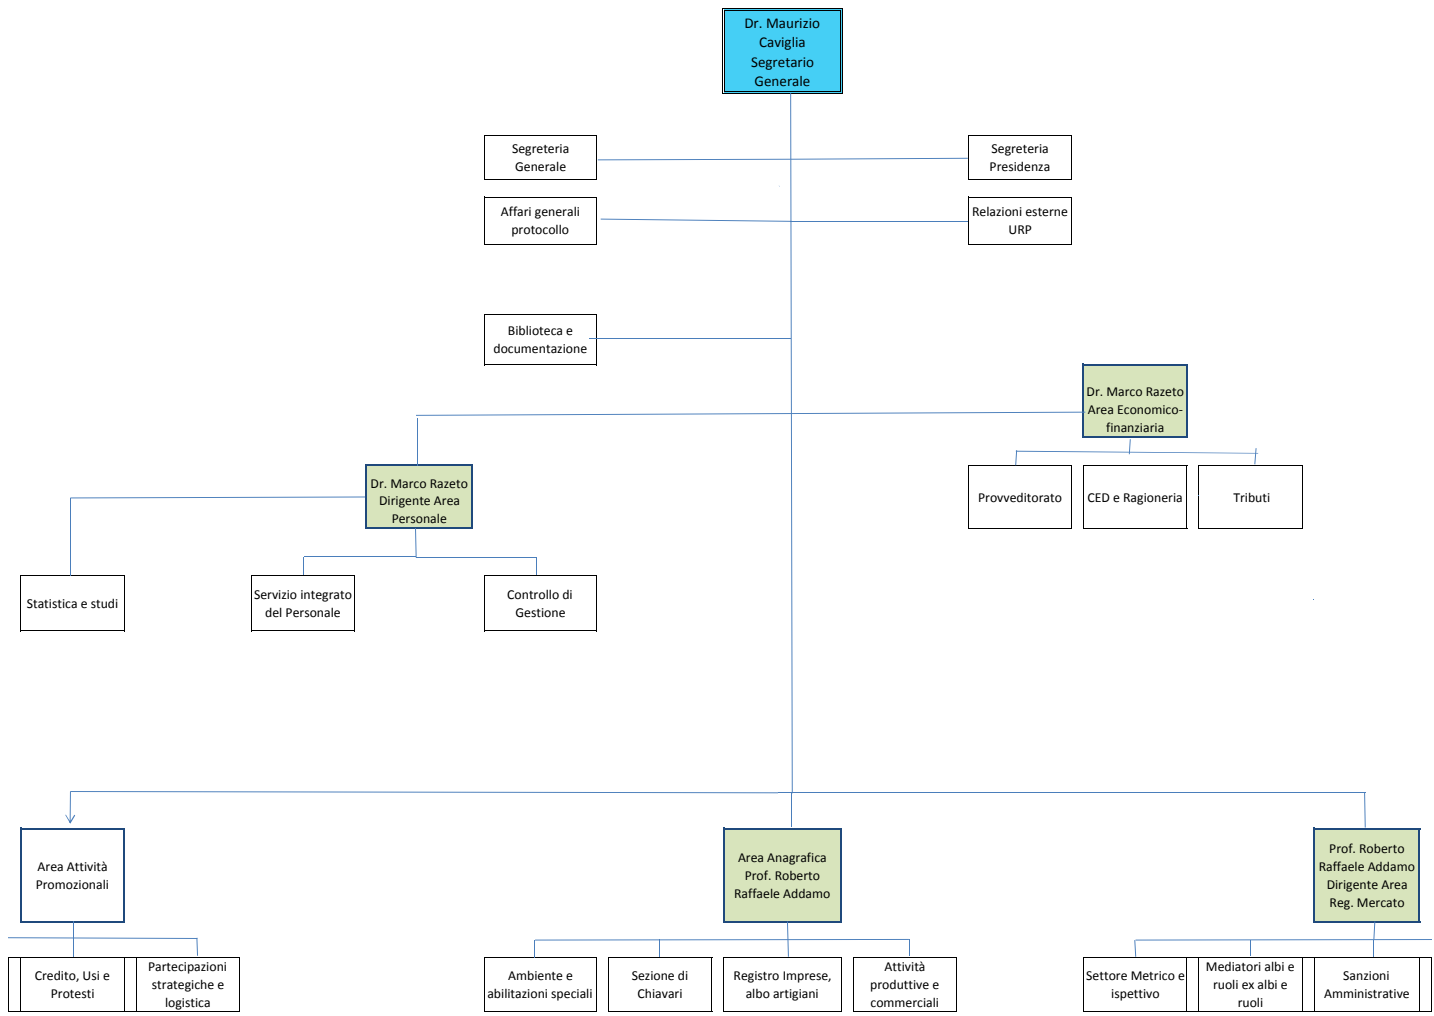 Dr. Maurizio
Caviglia
Segretario
Generale
Segreteria
Generale
Segreteria
Presidenza
Affari generali
protocollo
Relazioni esterne
URP
Biblioteca e
documentazione
Dr. Marco Razeto
Area Economico-
finanziaria
Dr. Marco Razeto
Dirigente Area
Personale
Provveditorato
CED e Ragioneria
Tributi
Statistica e studi
Servizio integrato
del Personale
Controllo di
Gestione
Area Attività
Promozionali
Area Anagrafica
Prof. Roberto
Raffaele Addamo
Prof. Roberto
Raffaele Addamo
Dirigente Area
Reg. Mercato
Credito, Usi e
Protesti
Partecipazioni
strategiche e
logistica
Ambiente e
abilitazioni speciali
Sezione di
Chiavari
Registro Imprese,
albo artigiani
Attività
produttive e
commerciali
Settore Metrico e
ispettivo
Mediatori albi e
ruoli ex albi e
ruoli
Sanzioni
Amministrative